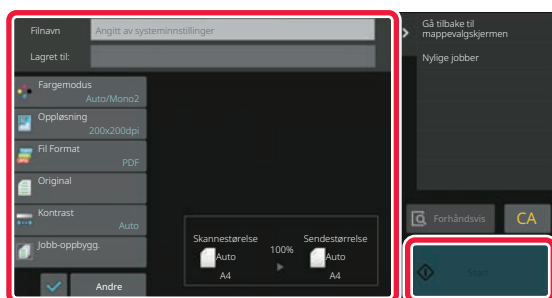 Filnavn
Angitt av systeminnstillinger
Lagret til:
Fargemodus
Auto/Mono2
Oppløsning
200x200dpi
Fil Format
PDF
Original
Kontrast
Auto
Jobb-oppbygg.
Andre
Skannestørelse
Auto
A4
100%
Sendestørrelse
Auto
A4
Gå tilbake til
mappevalgskjermen
Nylige jobber
Forhåndsvis
CA
Start